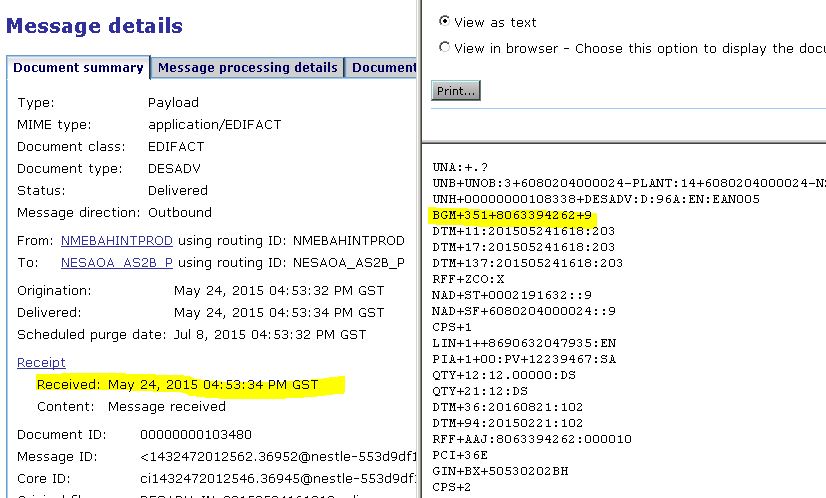 Message details
Document summary
Message processing details
Document
Type: Payload
MIME type: application/EDIFACT
Document class: EDIFACT
Document type: DESADV
Status: Delivered
Message direction: Outbound
From: NMEBAHINTPROD using routing ID: NMEBAHINTPROD
To: NESAOA_AS2B_P using routing ID: NESAOA_AS2B_P
Origination: May 24, 2015 04:53:32 PM GST
Delivered: May 24, 2015 04:53:34 PM GST
Scheduled purge date: Jul 8, 2015 04:53:32 PM GST
Receipt
Received: May 24, 2015 04:53:34 PM GST
Content: Message received
Document ID: 00000000103480
Message ID: <1432472012562.36952@nestle-553d9df1
Core ID: ci1432472012546.36945@nestle-553d9df
View as text
View in browser - Choose this option to display the docu
Print...
UNA:+.?
UNB+UNOB:3+6080204000024-PLANT:14+6080204000024-N
UNH+00000000108338+DESADV:D:96A:EN:EAN005
BGM+351+8063394262+9
DTM+11:201505241618:203
DTM+17:201505241618:203
DTM+137:201505241618:203
RFF+ZCO:X
NAD+ST+0002191632::9
NAD+SF+6080204000024::9
CPS+1
LIN+1++8690632047935:EN
PIA+1+00:PV+12239467:SA
QTY+12:12.00000:DS
QTY+21:12:DS
DTM+36:20160821:102
DTM+94:20150221:102
RFF+AAJ:8063394262:000010
PCI+36E
GIN+BX+50530202BH
CPS+2